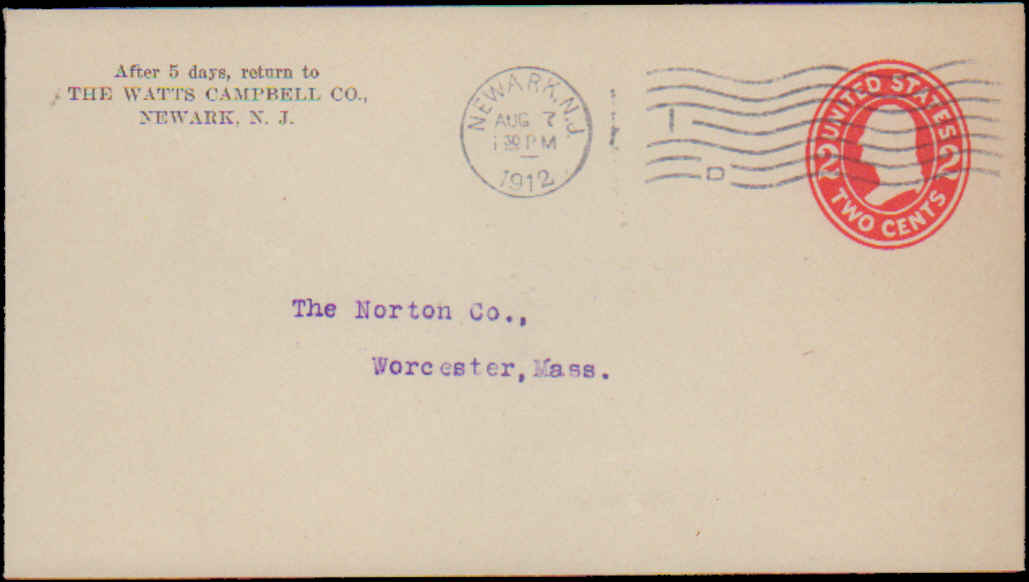 After 5 days, return to
THE WATTS CAMPBELL CO.,
NEWARK, N. J.
NEWARK, N.J.
AUG 7
1 30 PM
1912
1
D
UNITED STATES
2 2
TWO CENTS
The Norton Co.,
Worcester, Mass.